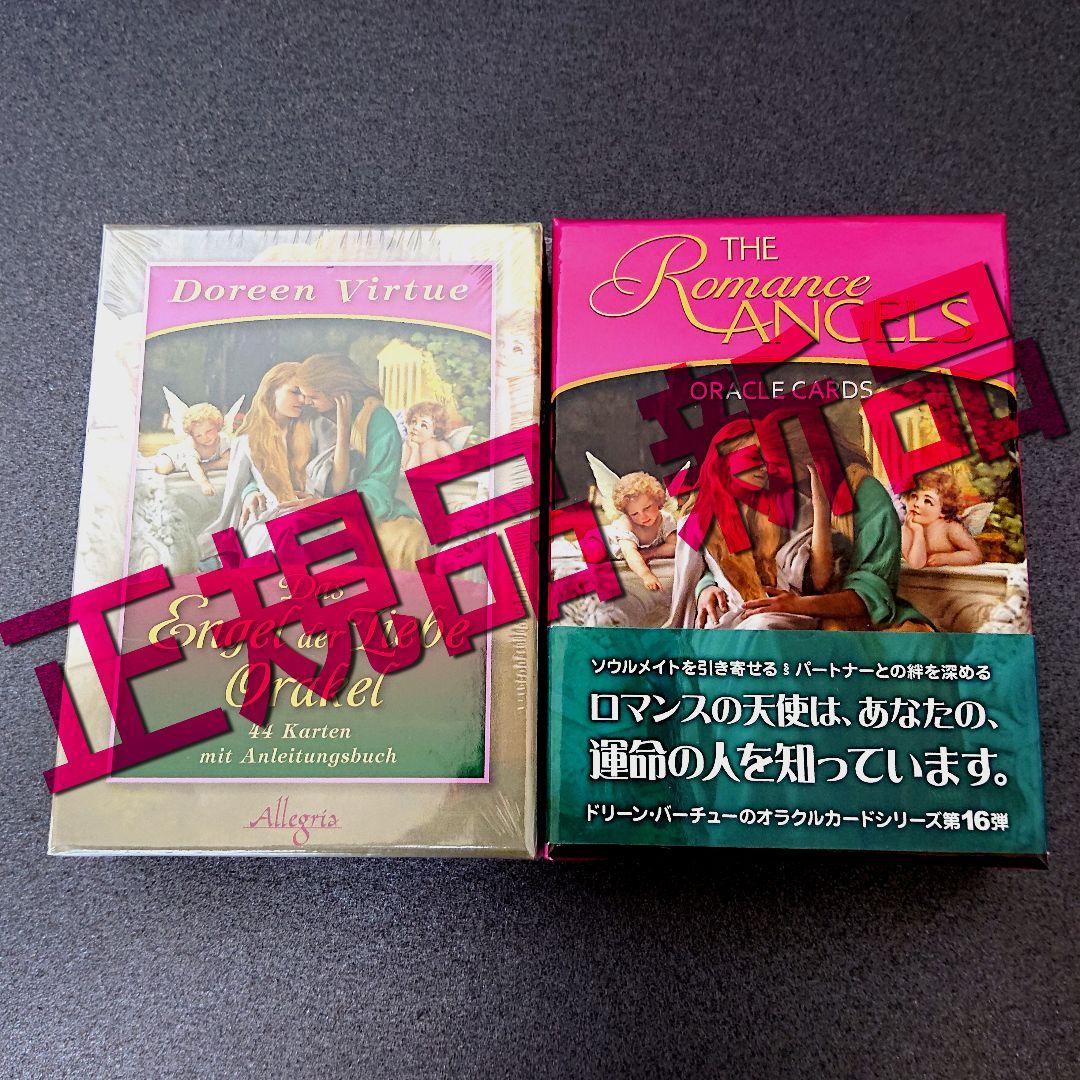 Doreen Virtue
Das
Engel der Liebe
Orakel
44 Karten
mit Anleitungsbuch
Allegria
THE
Romance
ANGELS
ORACLE CARDS
ソウルメイトを引き寄せる & パートナーとの絆を深める
ロマンスの天使は、あなたの、
運命の人を知っています。
ドリーン・バーチューのオラクルカードシリーズ第16弾
正規品 新品